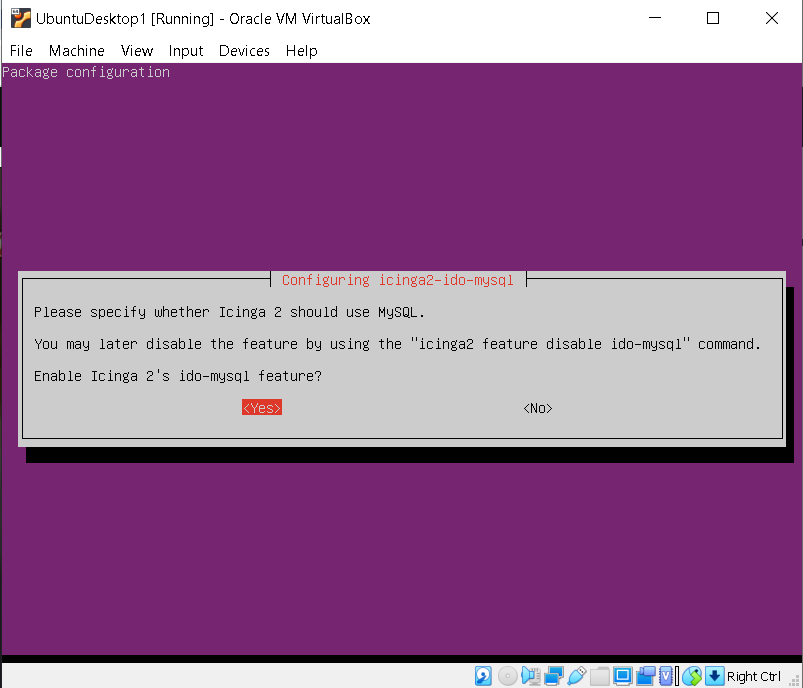 UbuntuDesktop1 [Running] - Oracle VM VirtualBox
File Machine View Input Devices Help
Package configuration
Configuring icinga2-ido-mysql
Please specify whether Icinga 2 should use MySQL.
You may later disable the feature by using the "icinga2 feature disable ido-mysql" command.
Enable Icinga 2's ido-mysql feature?
<Yes> <No>
Right Ctrl